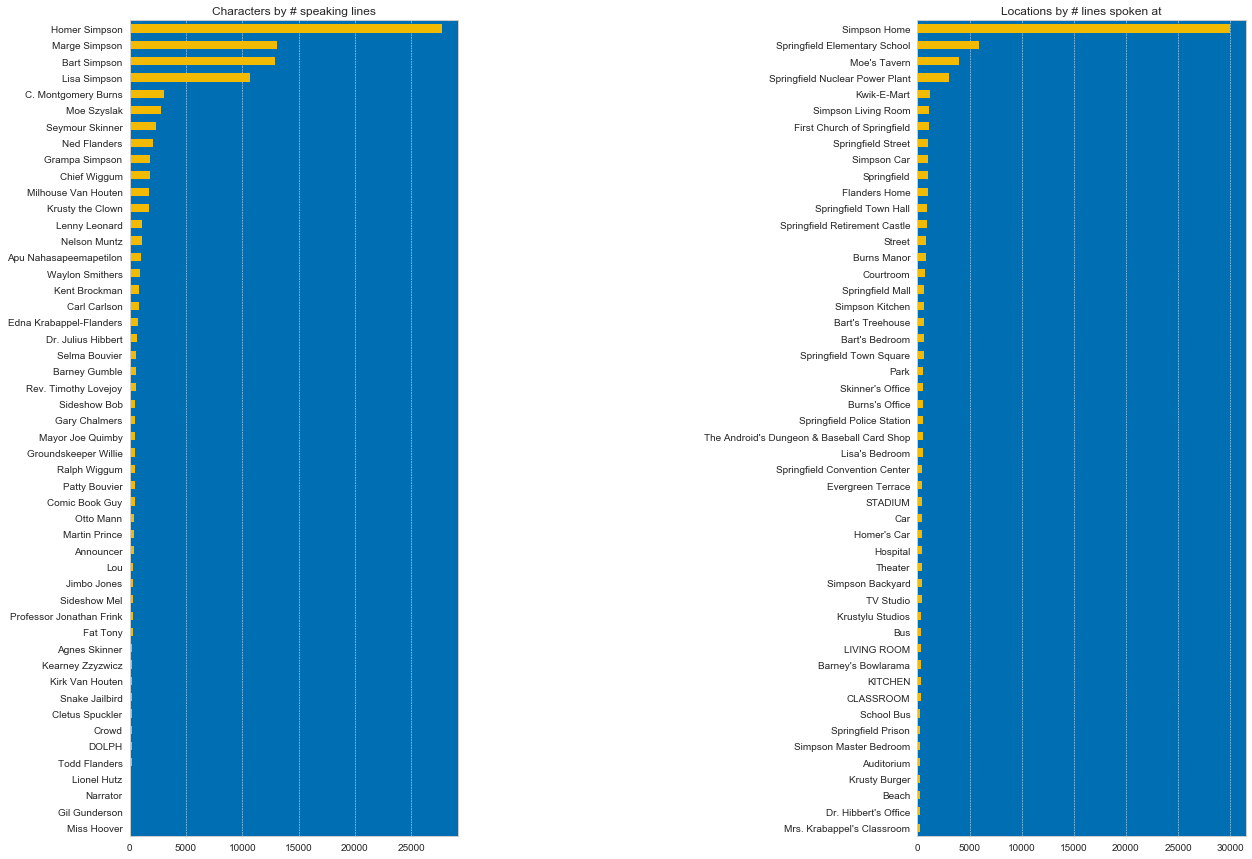 Characters by # speaking lines
Homer Simpson
Marge Simpson
Bart Simpson
Lisa Simpson
C. Montgomery Burns
Moe Szyslak
Seymour Skinner
Ned Flanders
Grampa Simpson
Chief Wiggum
Milhouse Van Houten
Krusty the Clown
Lenny Leonard
Nelson Muntz
Apu Nahasapeemapetilon
Waylon Smithers
Kent Brockman
Carl Carlson
Edna Krabappel-Flanders
Dr. Julius Hibbert
Selma Bouvier
Barney Gumble
Rev. Timothy Lovejoy
Sideshow Bob
Gary Chalmers
Mayor Joe Quimby
Groundskeeper Willie
Ralph Wiggum
Patty Bouvier
Comic Book Guy
Otto Mann
Martin Prince
Announcer
Lou
Jimbo Jones
Sideshow Mel
Professor Jonathan Frink
Fat Tony
Agnes Skinner
Kearney Zzyzwicz
Kirk Van Houten
Snake Jailbird
Cletus Spuckler
Crowd
DOLPH
Todd Flanders
Lionel Hutz
Narrator
Gil Gunderson
Miss Hoover
0 5000 10000 15000 20000 25000
Locations by # lines spoken at
Simpson Home
Springfield Elementary School
Moe's Tavern
Springfield Nuclear Power Plant
Kwik-E-Mart
Simpson Living Room
First Church of Springfield
Springfield Street
Simpson Car
Springfield
Flanders Home
Springfield Town Hall
Springfield Retirement Castle
Street
Burns Manor
Courtroom
Springfield Mall
Simpson Kitchen
Bart's Treehouse
Bart's Bedroom
Springfield Town Square
Park
Skinner's Office
Burns's Office
Springfield Police Station
The Android's Dungeon & Baseball Card Shop
Lisa's Bedroom
Springfield Convention Center
Evergreen Terrace
STADIUM
Car
Homer's Car
Hospital
Theater
Simpson Backyard
TV Studio
Krustylu Studios
Bus
LIVING ROOM
Barney's Bowlarama
KITCHEN
CLASSROOM
School Bus
Springfield Prison
Simpson Master Bedroom
Auditorium
Krusty Burger
Beach
Dr. Hibbert's Office
Mrs. Krabappel's Classroom
0 5000 10000 15000 20000 25000 30000